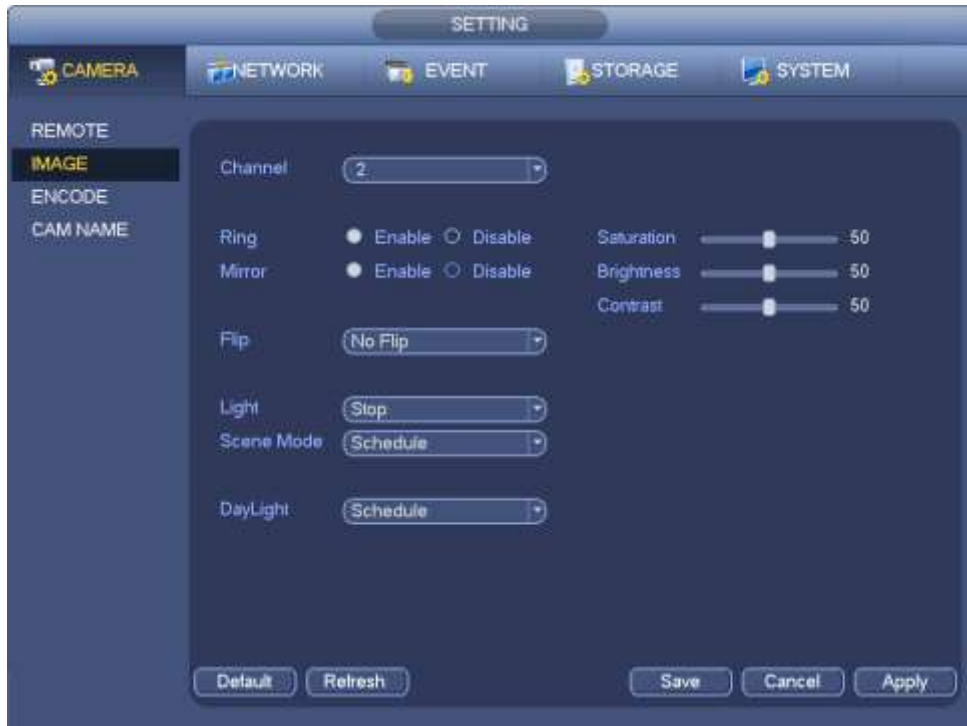 SETTING
CAMERA NETWORK EVENT STORAGE SYSTEM
REMOTE
IMAGE
ENCODE
CAM NAME
Channel 2
Ring Enable Disable Saturation 50
Mirror Enable Disable Brightness 50
Contrast 50
Flip No Flip
Light Stop
Scene Mode Schedule
DayLight Schedule
Default Refresh Save Cancel Apply